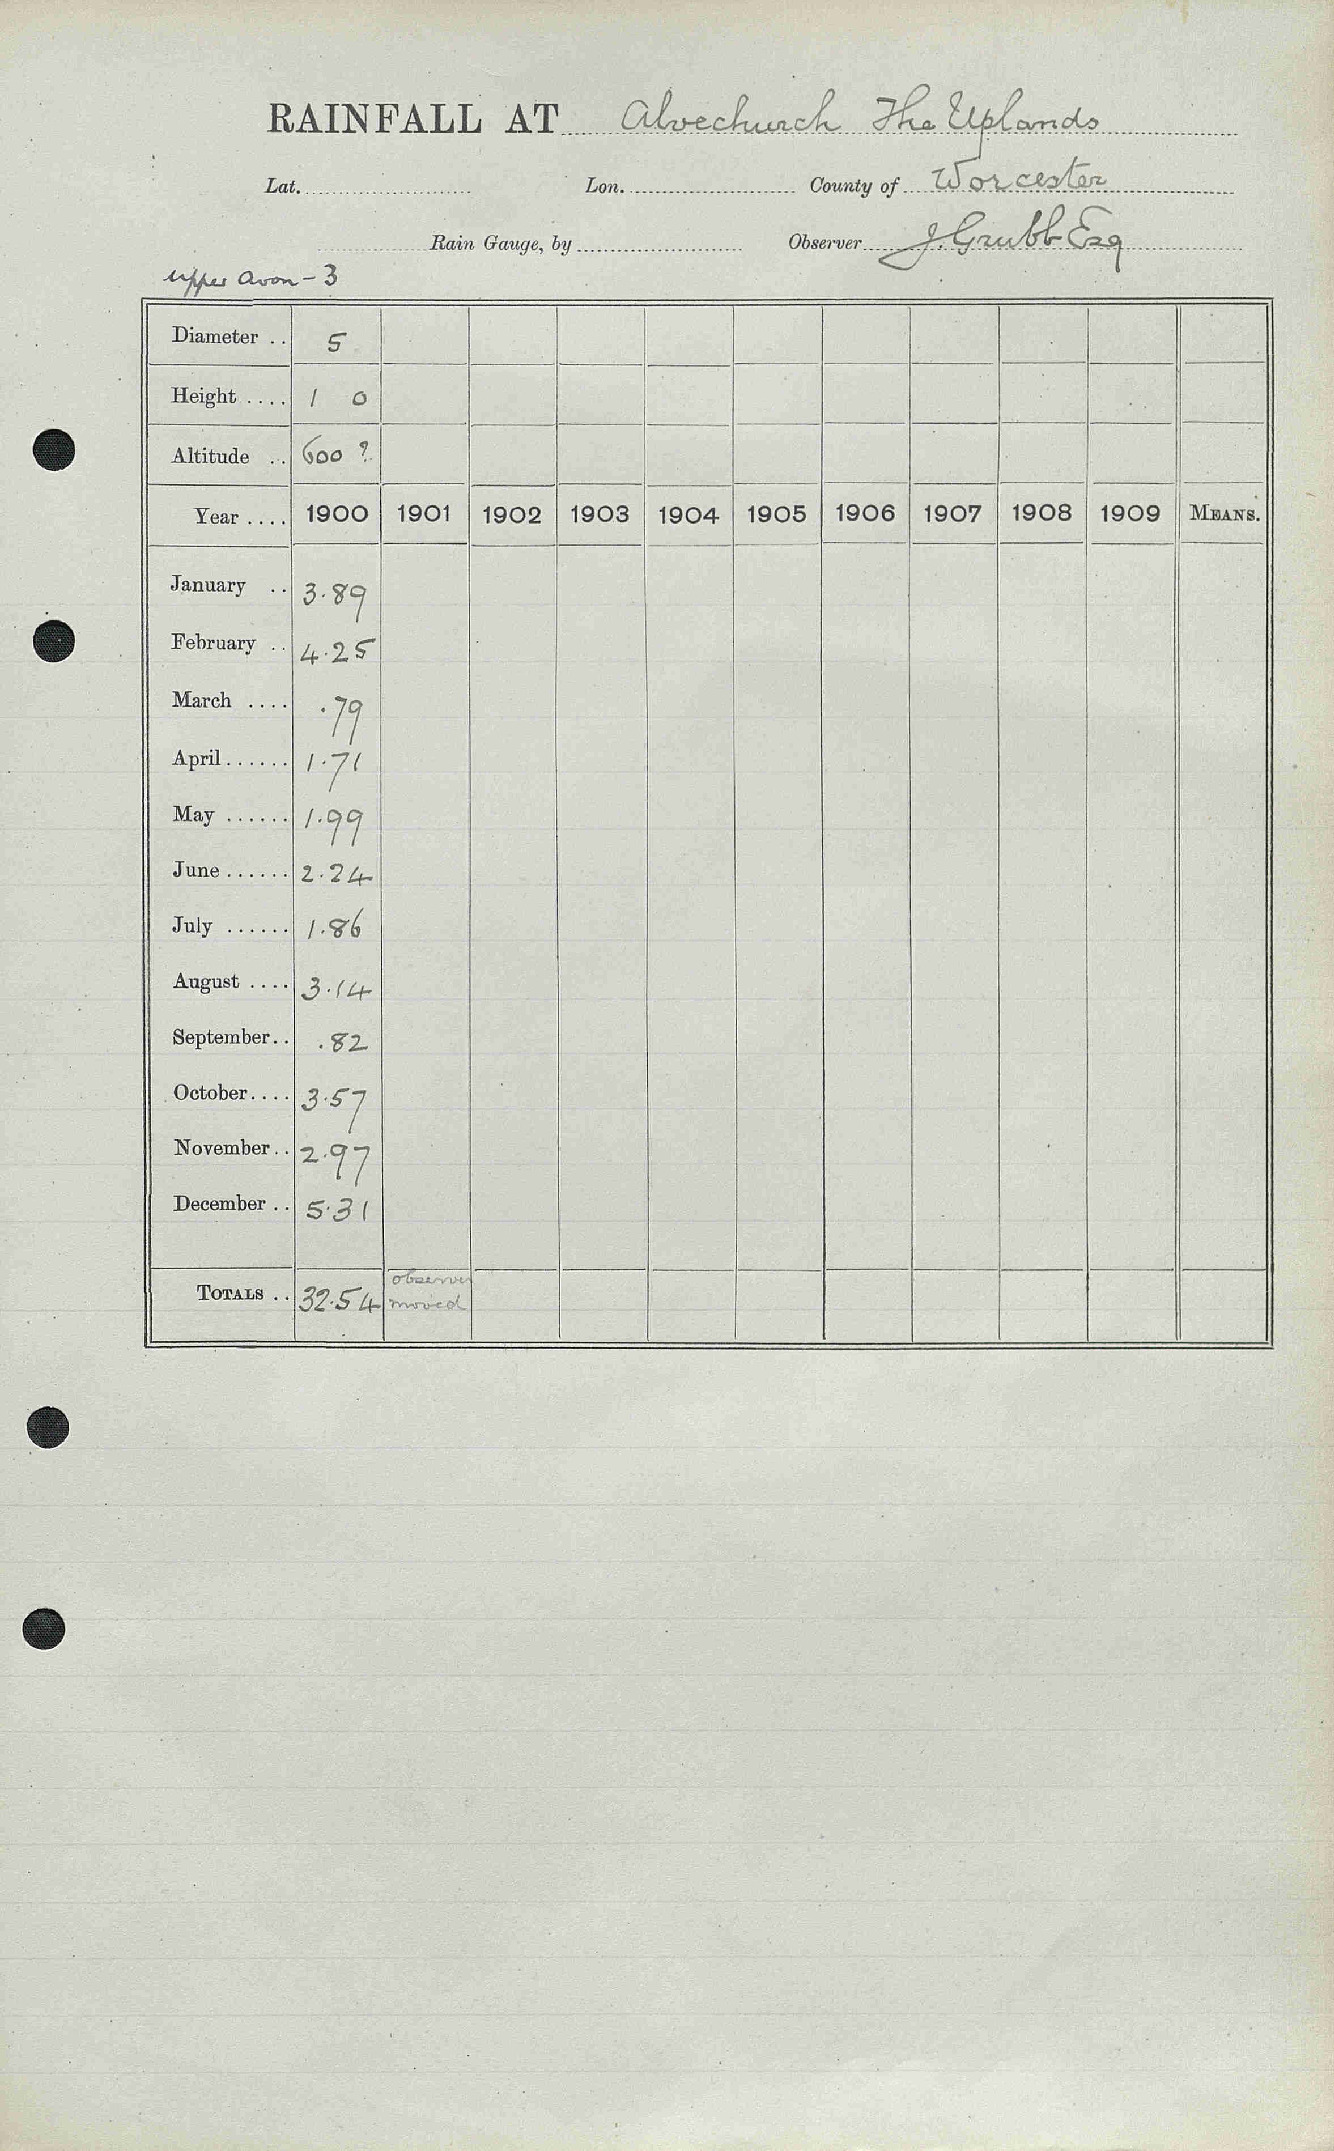 RAINFALL AT Alvechurch The Uplands
Lat. Lon. County of Worcester
Rain Gauge, by Observer J. Grubb Esq
Upper Avon - 3
Diameter .. 5
Height .... 1 0
Altitude .. 600 ?
Year .... 1900 1901 1902 1903 1904 1905 1906 1907 1908 1909 MEANS.
January .. 3.89
February .. 4.25
March .... .79
April ...... 1.71
May ...... 1.99
June ...... 2.24
July ...... 1.86
August .... 3.14
September .. .82
October .... 3.57
November .. 2.97
December .. 5.31
TOTALS .. 32.54 observer moved